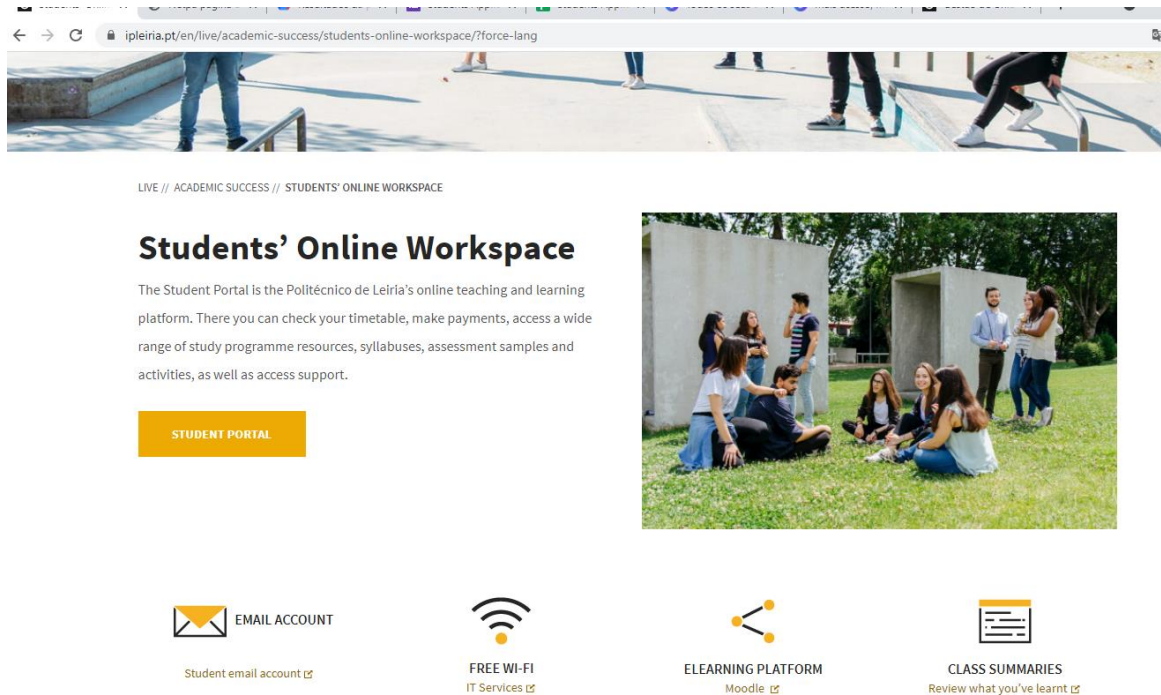 ipleiria.pt/en/live/academic-success/students-online-workspace/?force-lang
LIVE // ACADEMIC SUCCESS // STUDENTS' ONLINE WORKSPACE
Students’ Online Workspace
The Student Portal is the Politécnico de Leiria’s online teaching and learning
platform. There you can check your timetable, make payments, access a wide
range of study programme resources, syllabuses, assessment samples and
activities, as well as access support.
STUDENT PORTAL
EMAIL ACCOUNT
Student email account
FREE WI-FI
IT Services
ELEARNING PLATFORM
Moodle
CLASS SUMMARIES
Review what you’ve learnt